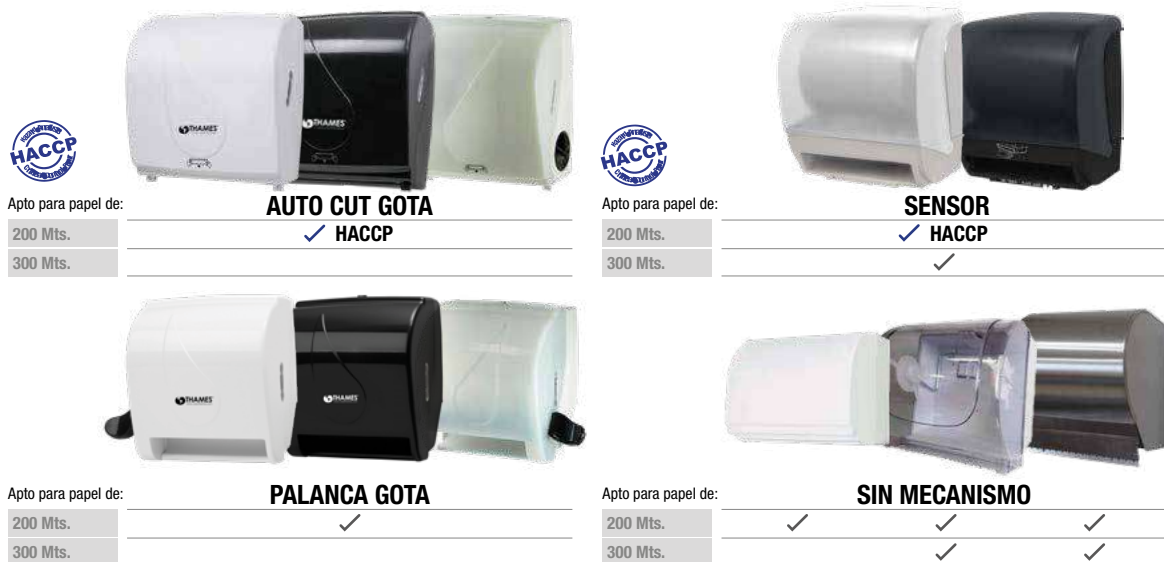 THAMES
THAMES
HACCP
Apto para papel de:
AUTO CUT GOTA
200 Mts.
✓ HACCP
300 Mts.
HACCP
Apto para papel de:
SENSOR
200 Mts.
✓ HACCP
300 Mts.
✓
THAMES
THAMES
Apto para papel de:
PALANCA GOTA
200 Mts.
✓
300 Mts.
Apto para papel de:
SIN MECANISMO
200 Mts.
✓ ✓ ✓
300 Mts.
✓ ✓